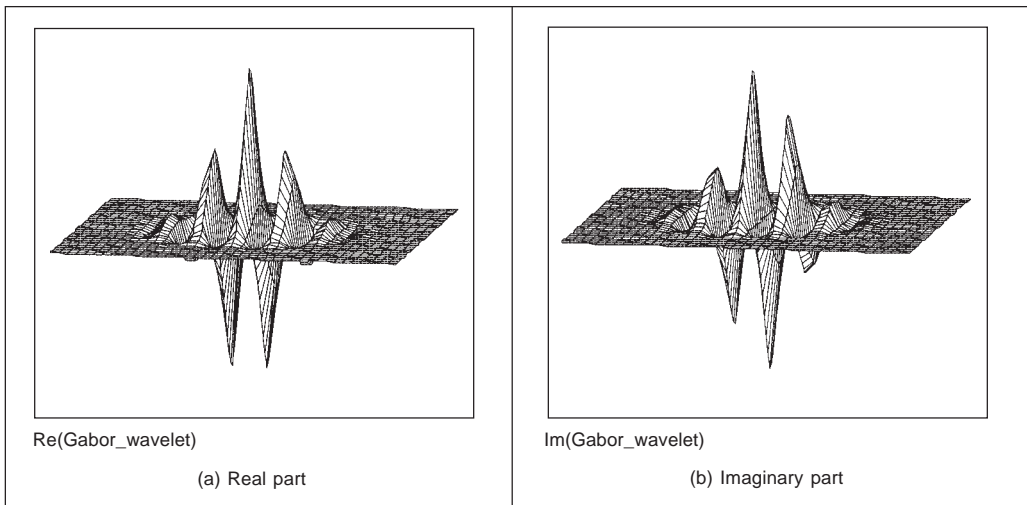 Re(Gabor_wavelet)
(a) Real part
Im(Gabor_wavelet)
(b) Imaginary part